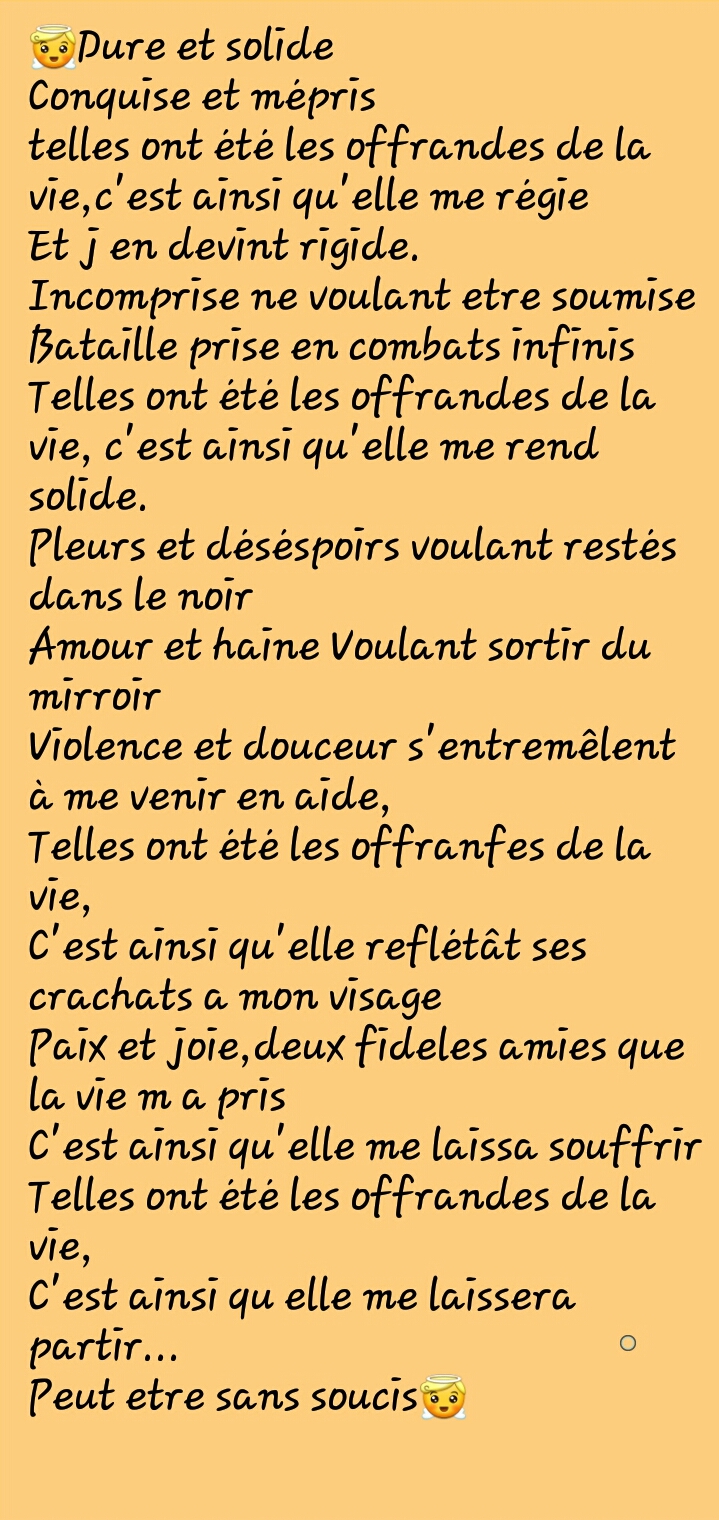 😇Dure et solide
Conquise et mépris
telles ont été les offrandes de la
vie,c'est ainsi qu'elle me régie
Et j en devint rigide.
Incomprise ne voulant etre soumise
Bataille prise en combats infinis
Telles ont été les offrandes de la
vie, c'est ainsi qu'elle me rend
solide.
Pleurs et déséspoirs voulant restés
dans le noir
Amour et haine Voulant sortir du
mirroir
Violence et douceur s'entremêlent
à me venir en aide,
Telles ont été les offranfes de la
vie,
C'est ainsi qu'elle reflétât ses
crachats a mon visage
Paix et joie,deux fideles amies que
la vie m a pris
C'est ainsi qu'elle me laissa souffrir
Telles ont été les offrandes de la
vie,
C'est ainsi qu elle me laissera
partir...
Peut etre sans soucis😇